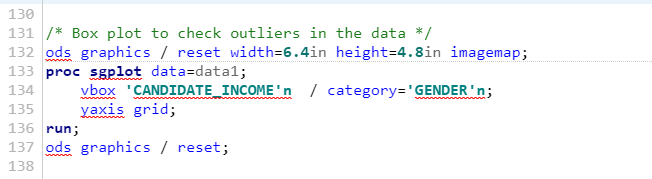 130
131 /* Box plot to check outliers in the data */
132 ods graphics / reset width=6.4in height=4.8in imagemap;
133 proc sgplot data=data1;
134     vbox 'CANDIDATE_INCOME'n  / category='GENDER'n;
135     yaxis grid;
136 run;
137 ods graphics / reset;
138